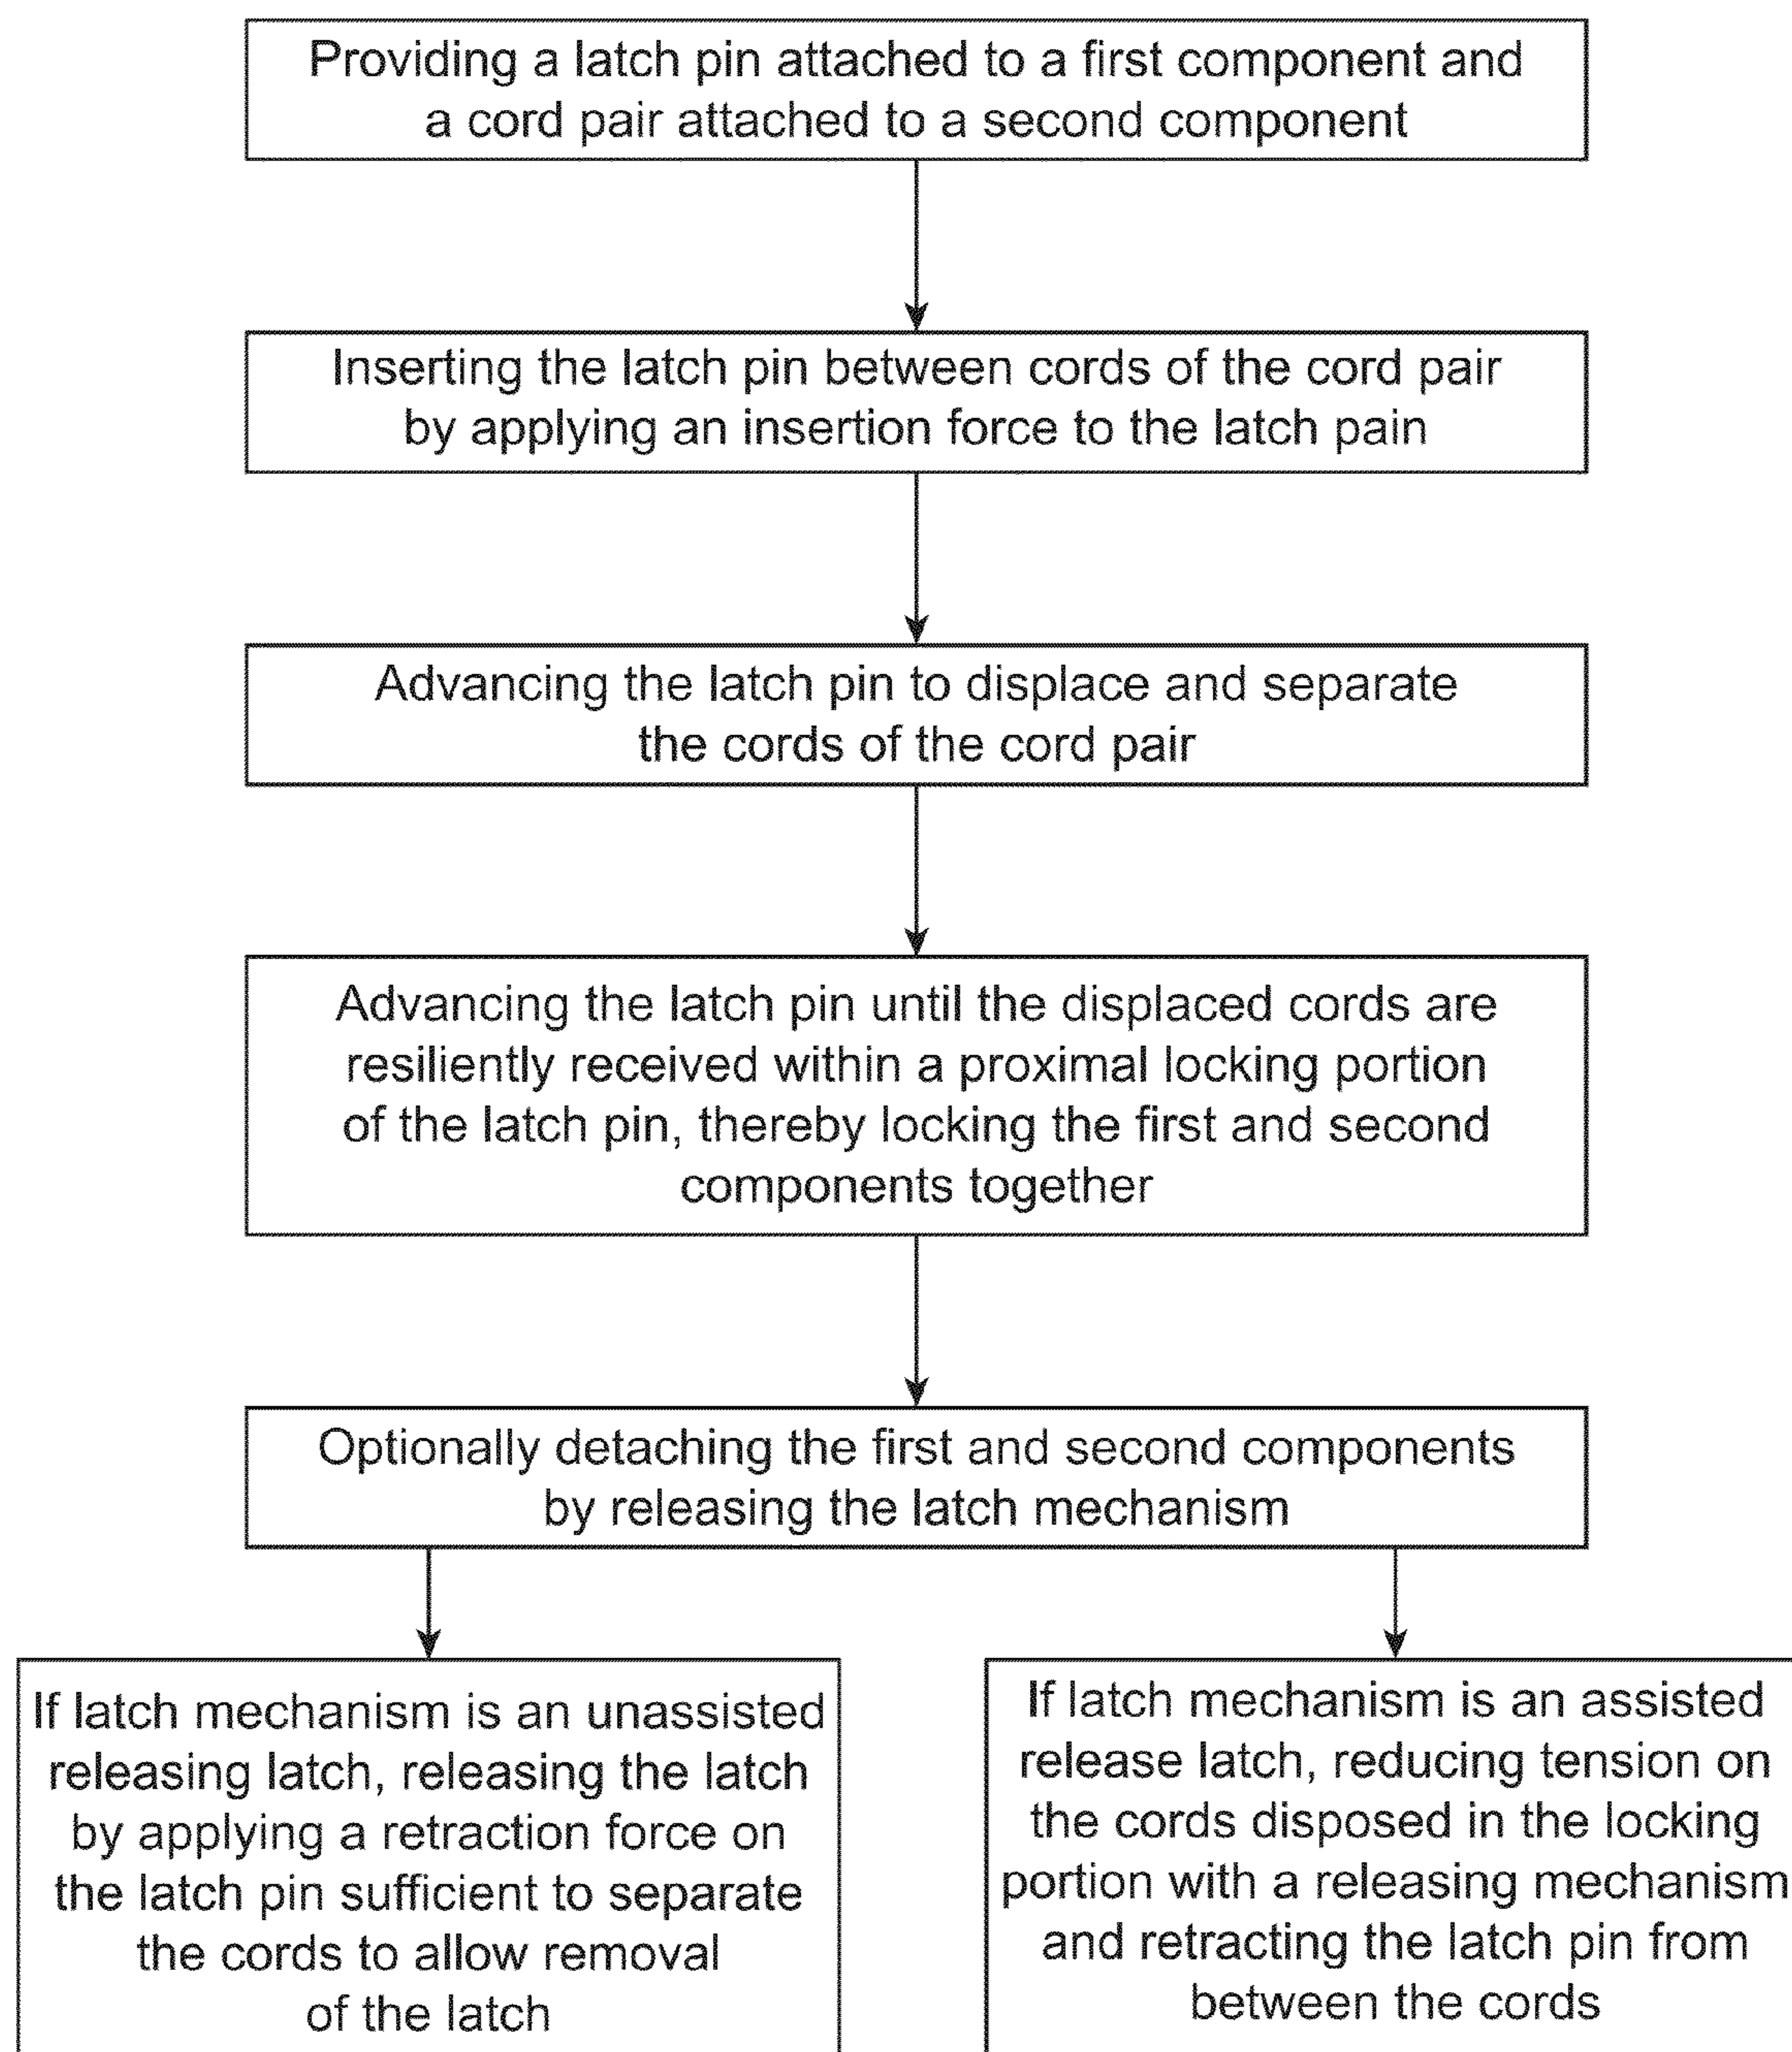 Providing a latch pin attached to a first component and
a cord pair attached to a second component
Inserting the latch pin between cords of the cord pair
by applying an insertion force to the latch pain
Advancing the latch pin to displace and separate
the cords of the cord pair
Advancing the latch pin until the displaced cords are
resiliently received within a proximal locking portion
of the latch pin, thereby locking the first and second
components together
Optionally detaching the first and second components
by releasing the latch mechanism
If latch mechanism is an unassisted
releasing latch, releasing the latch
by applying a retraction force on
the latch pin sufficient to separate
the cords to allow removal
of the latch
If latch mechanism is an assisted
release latch, reducing tension on
the cords disposed in the locking
portion with a releasing mechanism
and retracting the latch pin from
between the cords